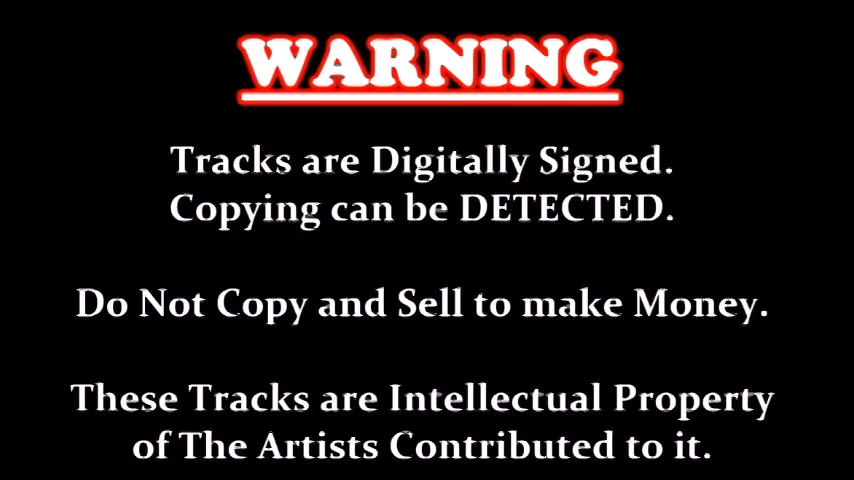 WARNING
Tracks are Digitally Signed.
Copying can be DETECTED.
Do Not Copy and Sell to make Money.
These Tracks are Intellectual Property
of The Artists Contributed to it.